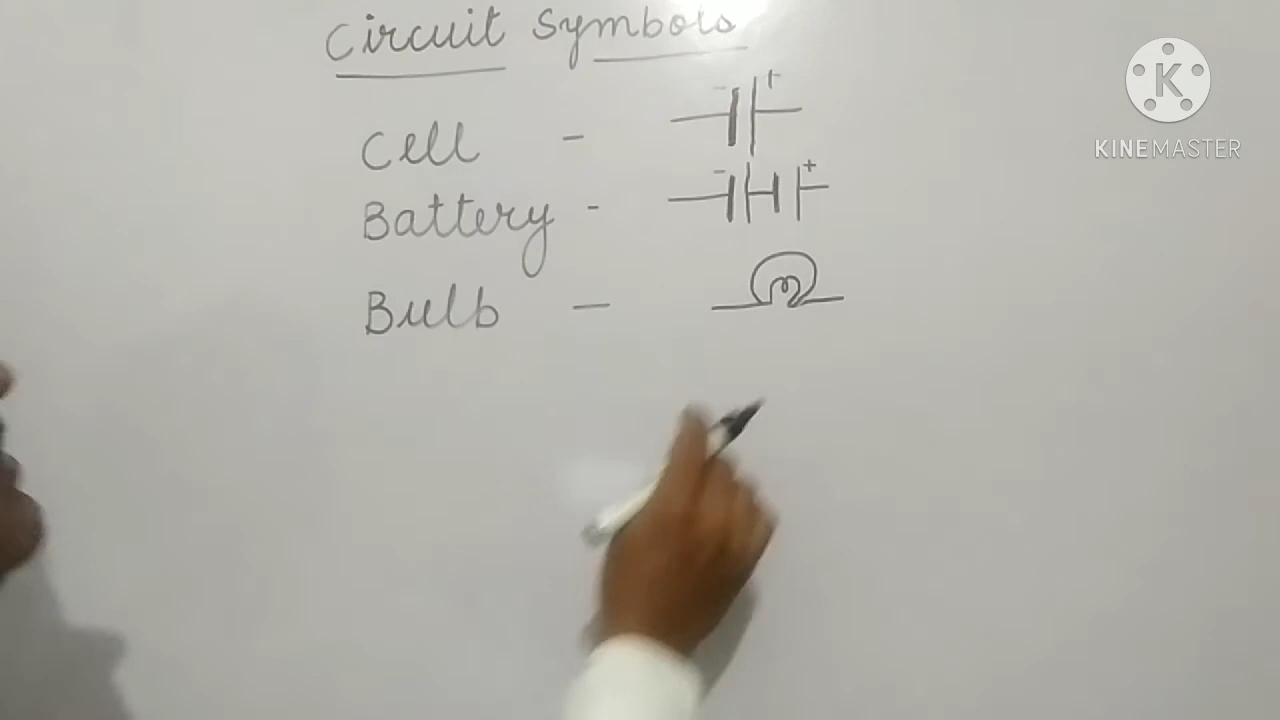 Circuit Symbols
Cell - - +
Battery - - +
Bulb -
K
KINEMASTER